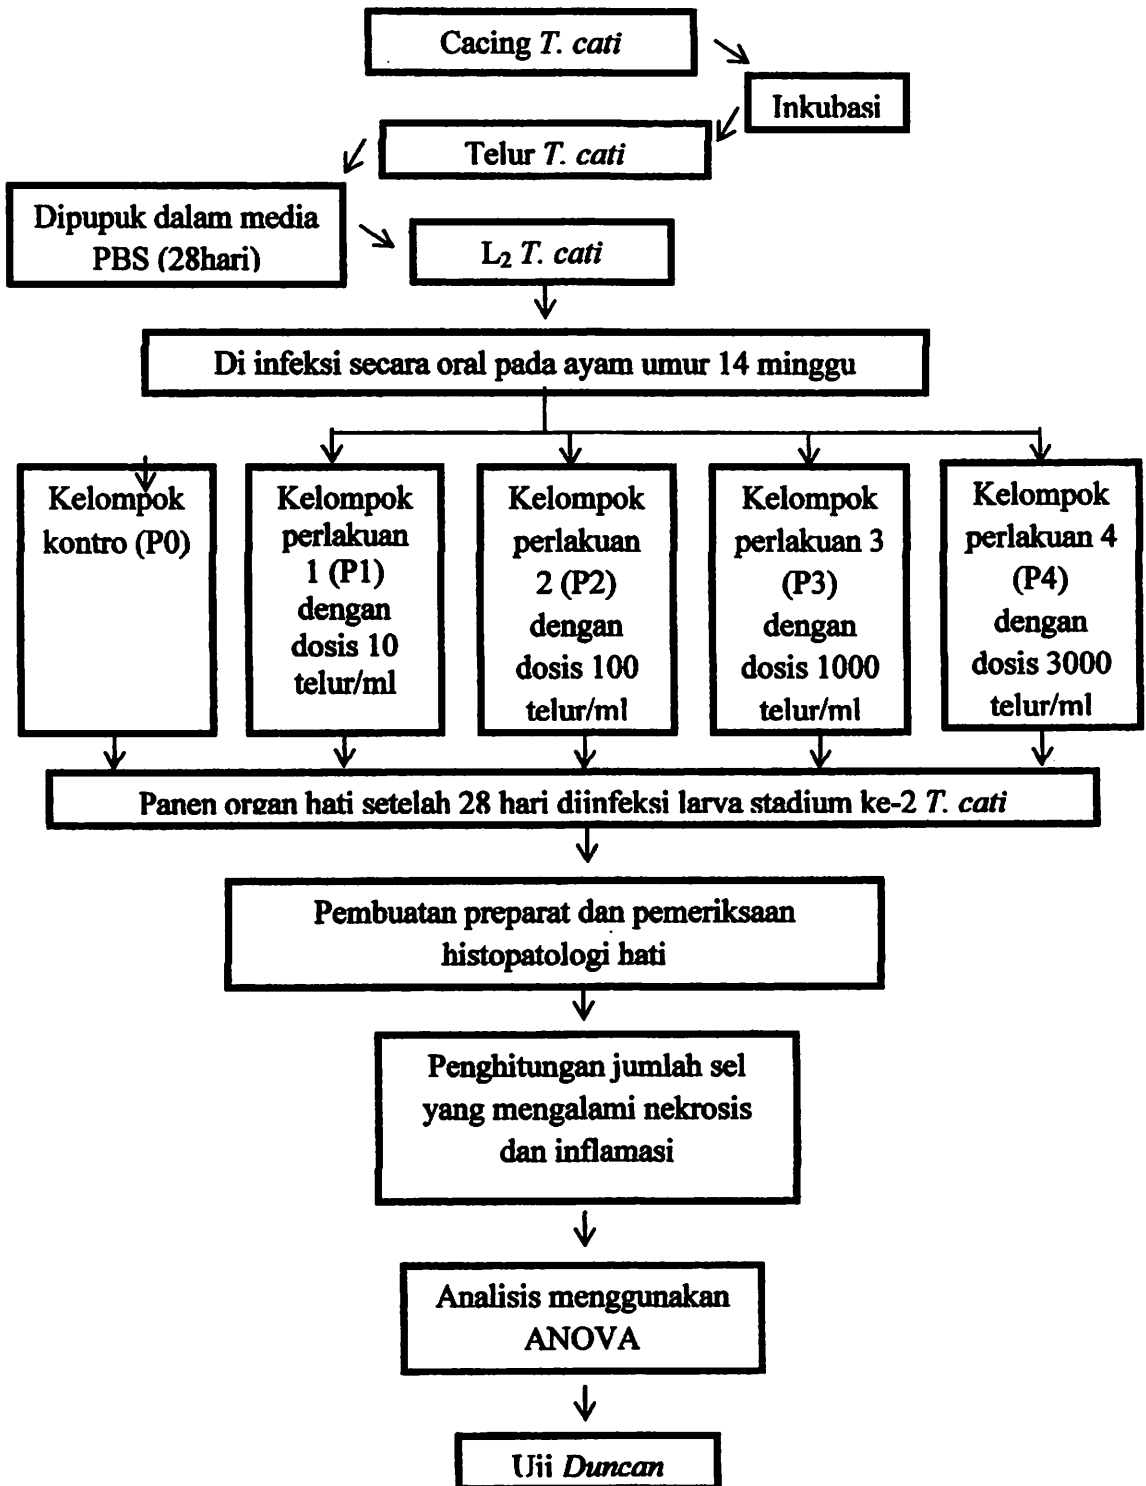 Cacing T. cati
Inkubasi
Telur T. cati
Dipupuk dalam media
PBS (28hari)
L₂ T. cati
Di infeksi secara oral pada ayam umur 14 minggu
Kelompok
kontro (P0)
Kelompok
perlakuan
1 (P1)
dengan
dosis 10
telur/ml
Kelompok
perlakuan
2 (P2)
dengan
dosis 100
telur/ml
Kelompok
perlakuan 3
(P3)
dengan
dosis 1000
telur/ml
Kelompok
perlakuan 4
(P4)
dengan
dosis 3000
telur/ml
Panen organ hati setelah 28 hari diinfeksi larva stadium ke-2 T. cati
Pembuatan preparat dan pemeriksaan
histopatologi hati
Penghitungan jumlah sel
yang mengalami nekrosis
dan inflamasi
Analisis menggunakan
ANOVA
Uji Duncan